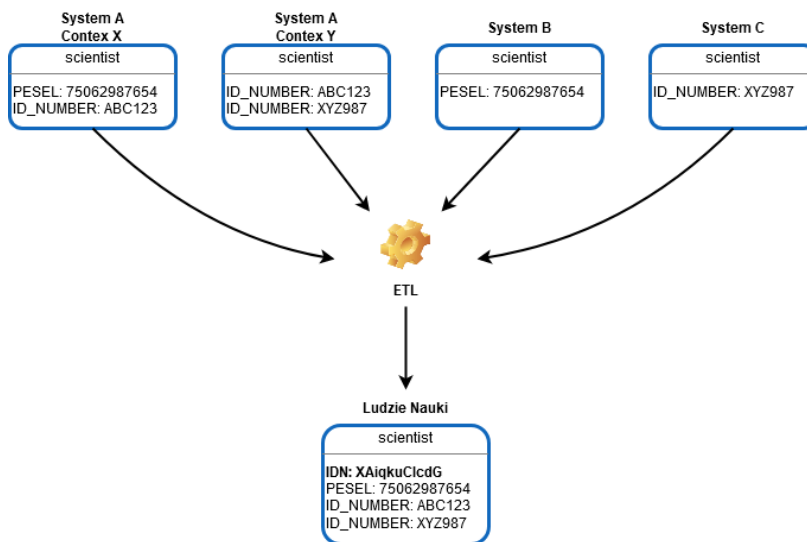 System A
Contex X
scientist
PESEL: 75062987654
ID_NUMBER: ABC123
System A
Contex Y
scientist
ID_NUMBER: ABC123
ID_NUMBER: XYZ987
System B
scientist
PESEL: 75062987654
System C
scientist
ID_NUMBER: XYZ987
ETL
Ludzie Nauki
scientist
IDN: XAiqkuClcdG
PESEL: 75062987654
ID_NUMBER: ABC123
ID_NUMBER: XYZ987